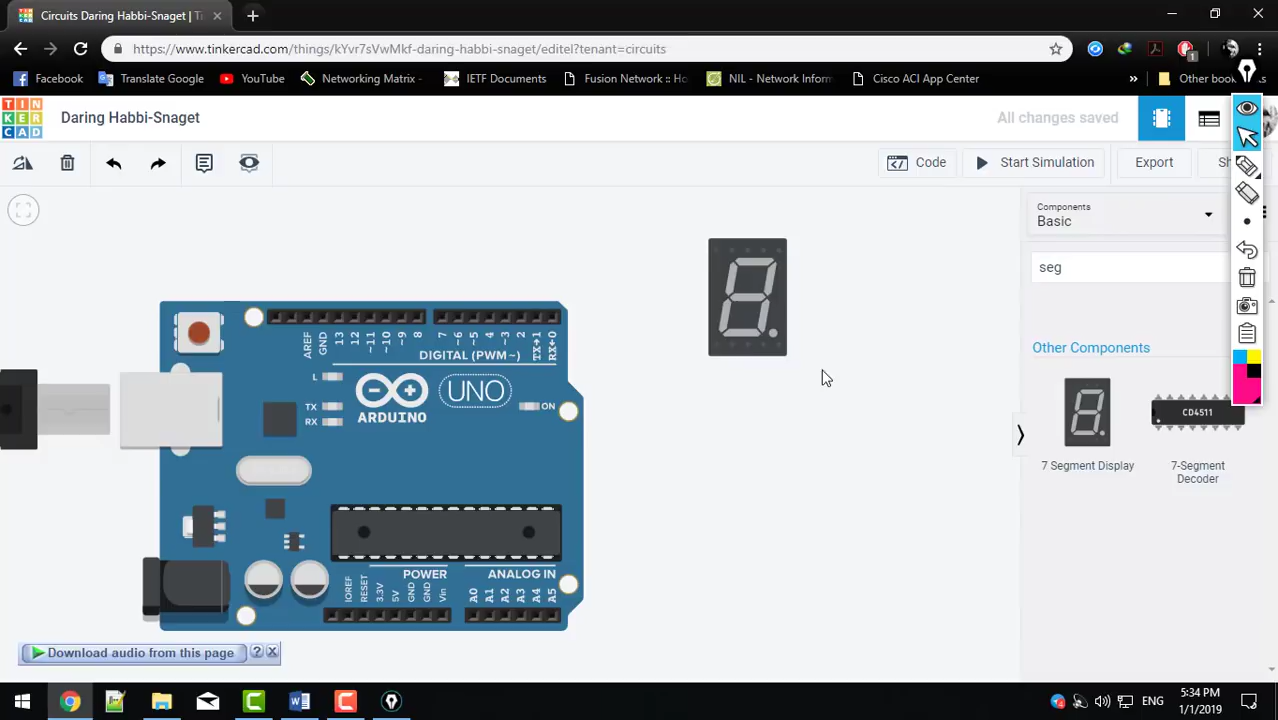 Circuits Daring Habbi-Snaget | Ti
https://www.tinkercad.com/things/kYvr7sVwMkf-daring-habbi-snaget/editel?tenant=circuits
1
Facebook
Translate Google
YouTube
Networking Matrix -
IETF Documents
Fusion Network :: Ho
NIL - Network Inform
Cisco ACI App Center
»
Other book
TIN
KER
CAD
Daring Habbi-Snaget
All changes saved
Code
Start Simulation
Export
Sh
Components
Basic
seg
AREF
GND
13
12
~11
~10
~9
8
7
~6
~5
4
~3
2
TX→1
RX←0
DIGITAL (PWM~)
L
TX
RX
ARDUINO
UNO
ON
Other Components
CD4511
7 Segment Display
7-Segment
Decoder
POWER
ANALOG IN
IOREF
RESET
3.3V
5V
GND
GND
Vin
A0
A1
A2
A3
A4
A5
Download audio from this page
?
ENG
5:34 PM
1/1/2019